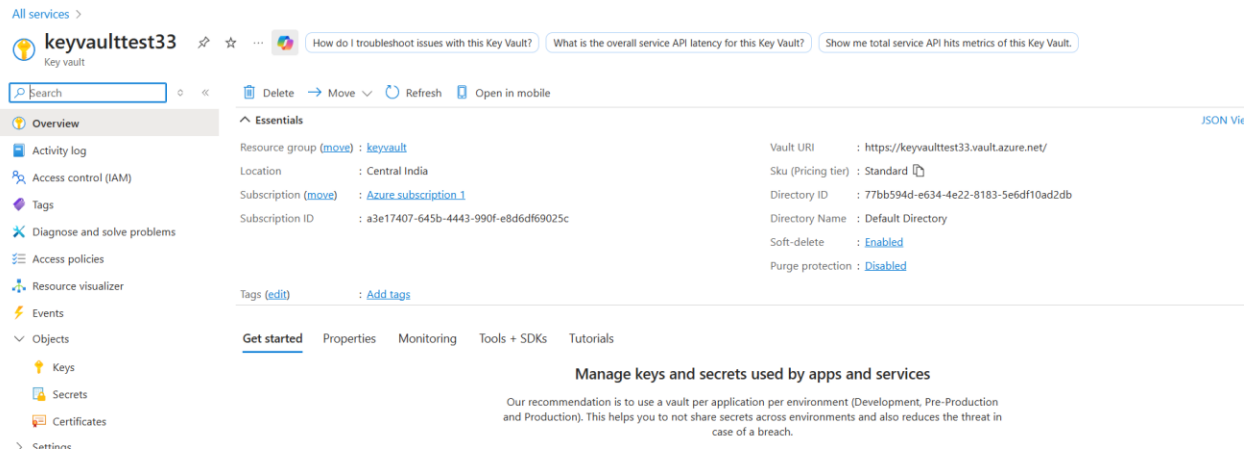 All services >
keyvaulttest33
Key vault
How do I troubleshoot issues with this Key Vault?
What is the overall service API latency for this Key Vault?
Show me total service API hits metrics of this Key Vault.
Search
Overview
Activity log
Access control (IAM)
Tags
Diagnose and solve problems
Access policies
Resource visualizer
Events
Objects
Keys
Secrets
Certificates
Settings
Delete Move Refresh Open in mobile
Essentials
JSON Vie
Resource group (move) : keyvault
Location : Central India
Subscription (move) : Azure subscription 1
Subscription ID : a3e17407-645b-4443-990f-e8d6df69025c
Vault URI : https://keyvaulttest33.vault.azure.net/
Sku (Pricing tier) : Standard
Directory ID : 77bb594d-e634-4e22-8183-5e6df10ad2db
Directory Name : Default Directory
Soft-delete : Enabled
Purge protection : Disabled
Tags (edit) : Add tags
Get started Properties Monitoring Tools + SDKs Tutorials
Manage keys and secrets used by apps and services
Our recommendation is to use a vault per application per environment (Development, Pre-Production
and Production). This helps you to not share secrets across environments and also reduces the threat in
case of a breach.